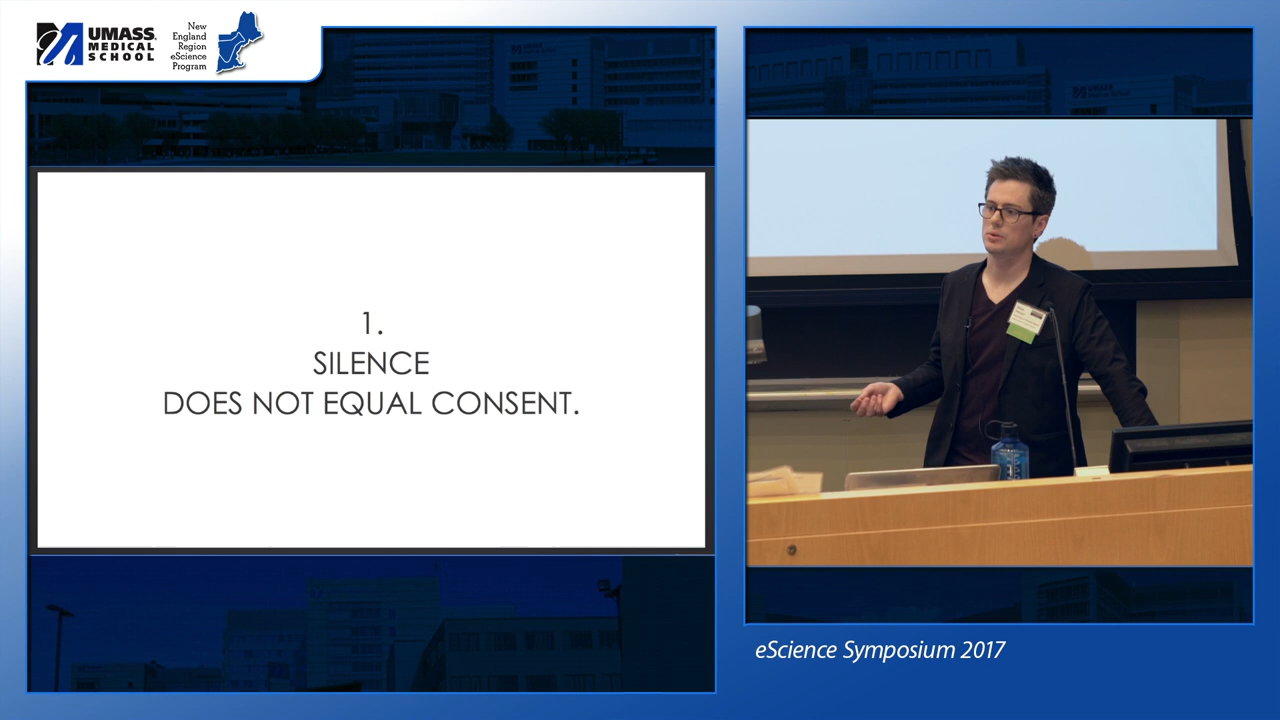 UMASS
MEDICAL
SCHOOL
New
England
Region
eScience
Program
1.
SILENCE
DOES NOT EQUAL CONSENT.
eScience Symposium 2017